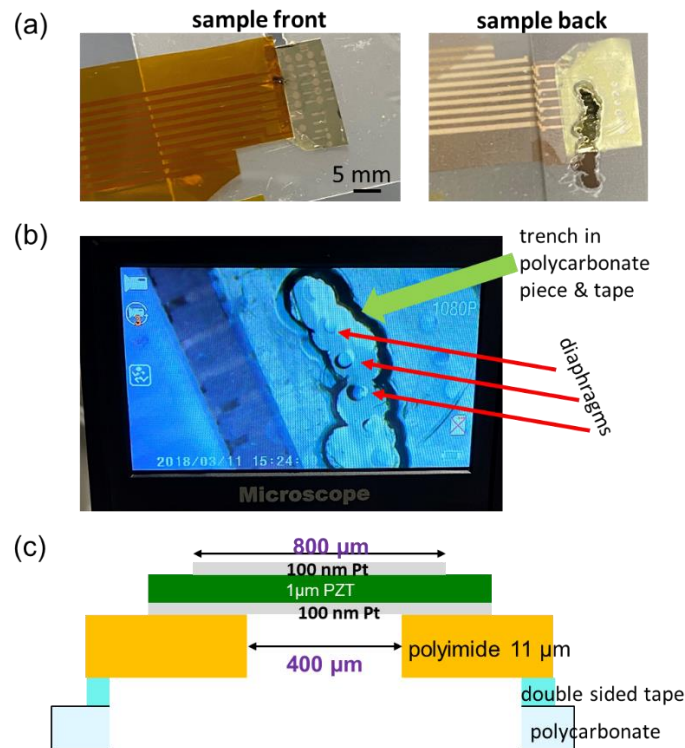 (a)
sample front
sample back
5 mm
(b)
trench in
polycarbonate
piece & tape
1080P
diaphragms
2018/03/11 15:24:
Microscope
(c)
800 µm
100 nm Pt
1µm PZT
100 nm Pt
400 µm
polyimide 11 µm
double sided tape
polycarbonate